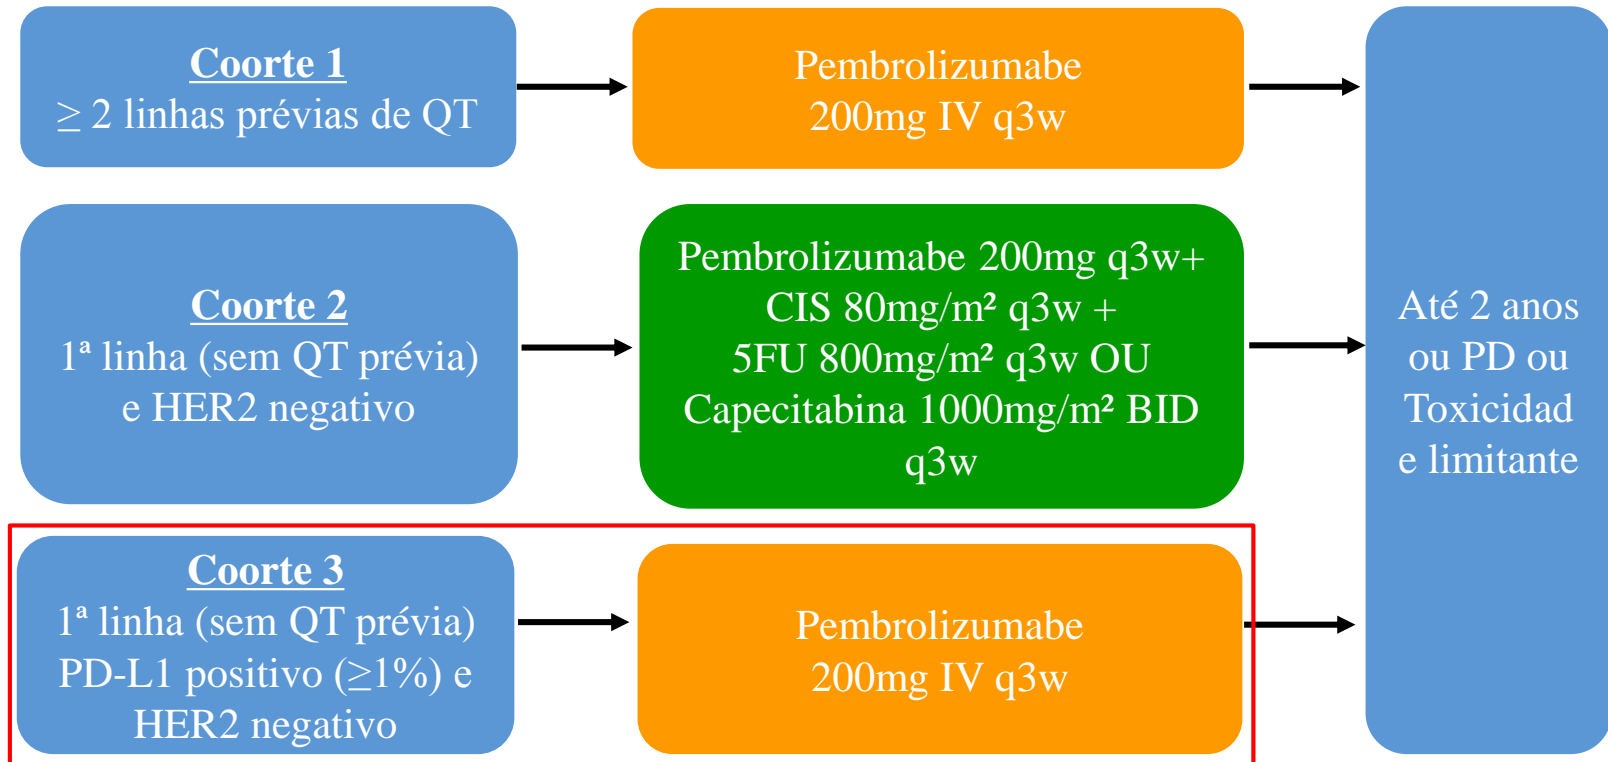 Coorte 1
≥ 2 linhas prévias de QT
Pembrolizumabe
200mg IV q3w
Coorte 2
1ª linha (sem QT prévia)
e HER2 negativo
Pembrolizumabe 200mg q3w+
CIS 80mg/m² q3w +
5FU 800mg/m² q3w OU
Capecitabina 1000mg/m² BID
q3w
Coorte 3
1ª linha (sem QT prévia)
PD-L1 positivo (≥1%) e
HER2 negativo
Pembrolizumabe
200mg IV q3w
Até 2 anos
ou PD ou
Toxicidad
e limitante